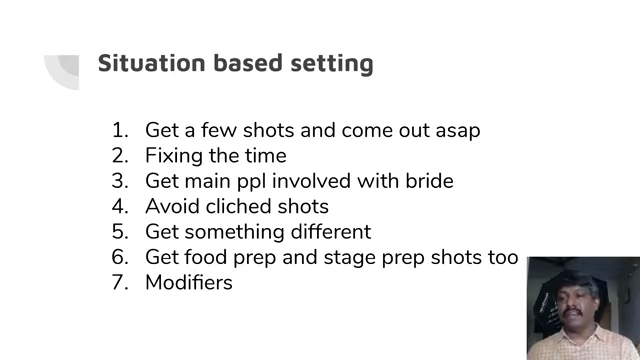 Situation based setting
1. Get a few shots and come out asap
2. Fixing the time
3. Get main ppl involved with bride
4. Avoid cliched shots
5. Get something different
6. Get food prep and stage prep shots too
7. Modifiers